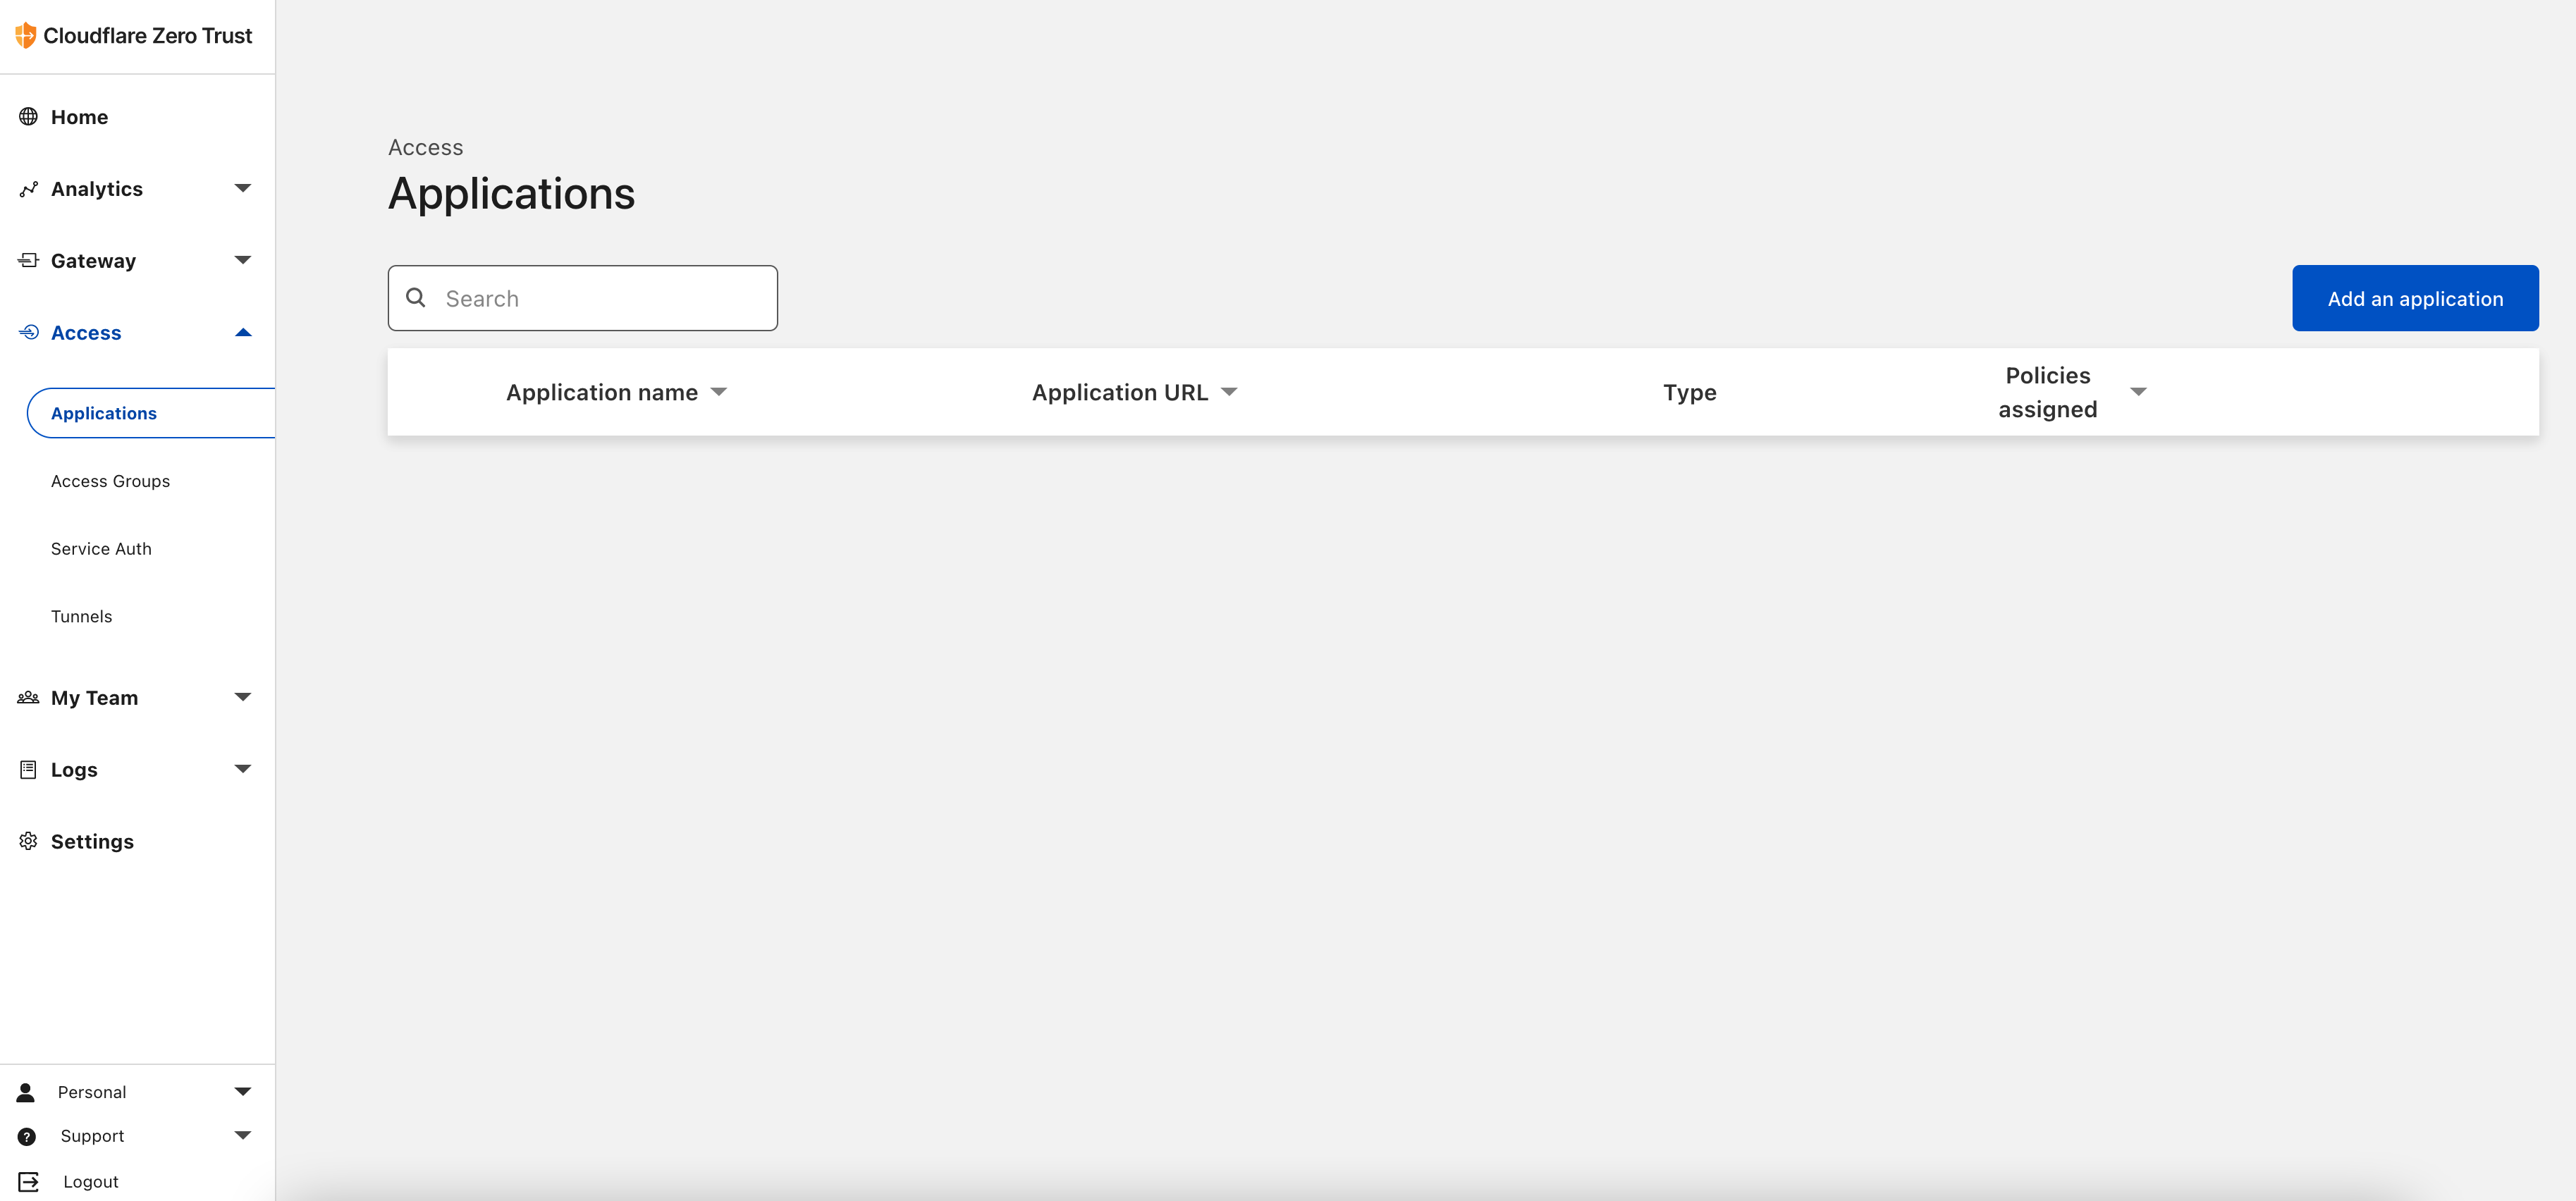 Cloudflare Zero Trust
Home
Analytics
Gateway
Access
Applications
Access Groups
Service Auth
Tunnels
My Team
Logs
Settings
Personal
Support
Logout
Access
Applications
Search
Add an application
Application name
Application URL
Type
Policies
assigned